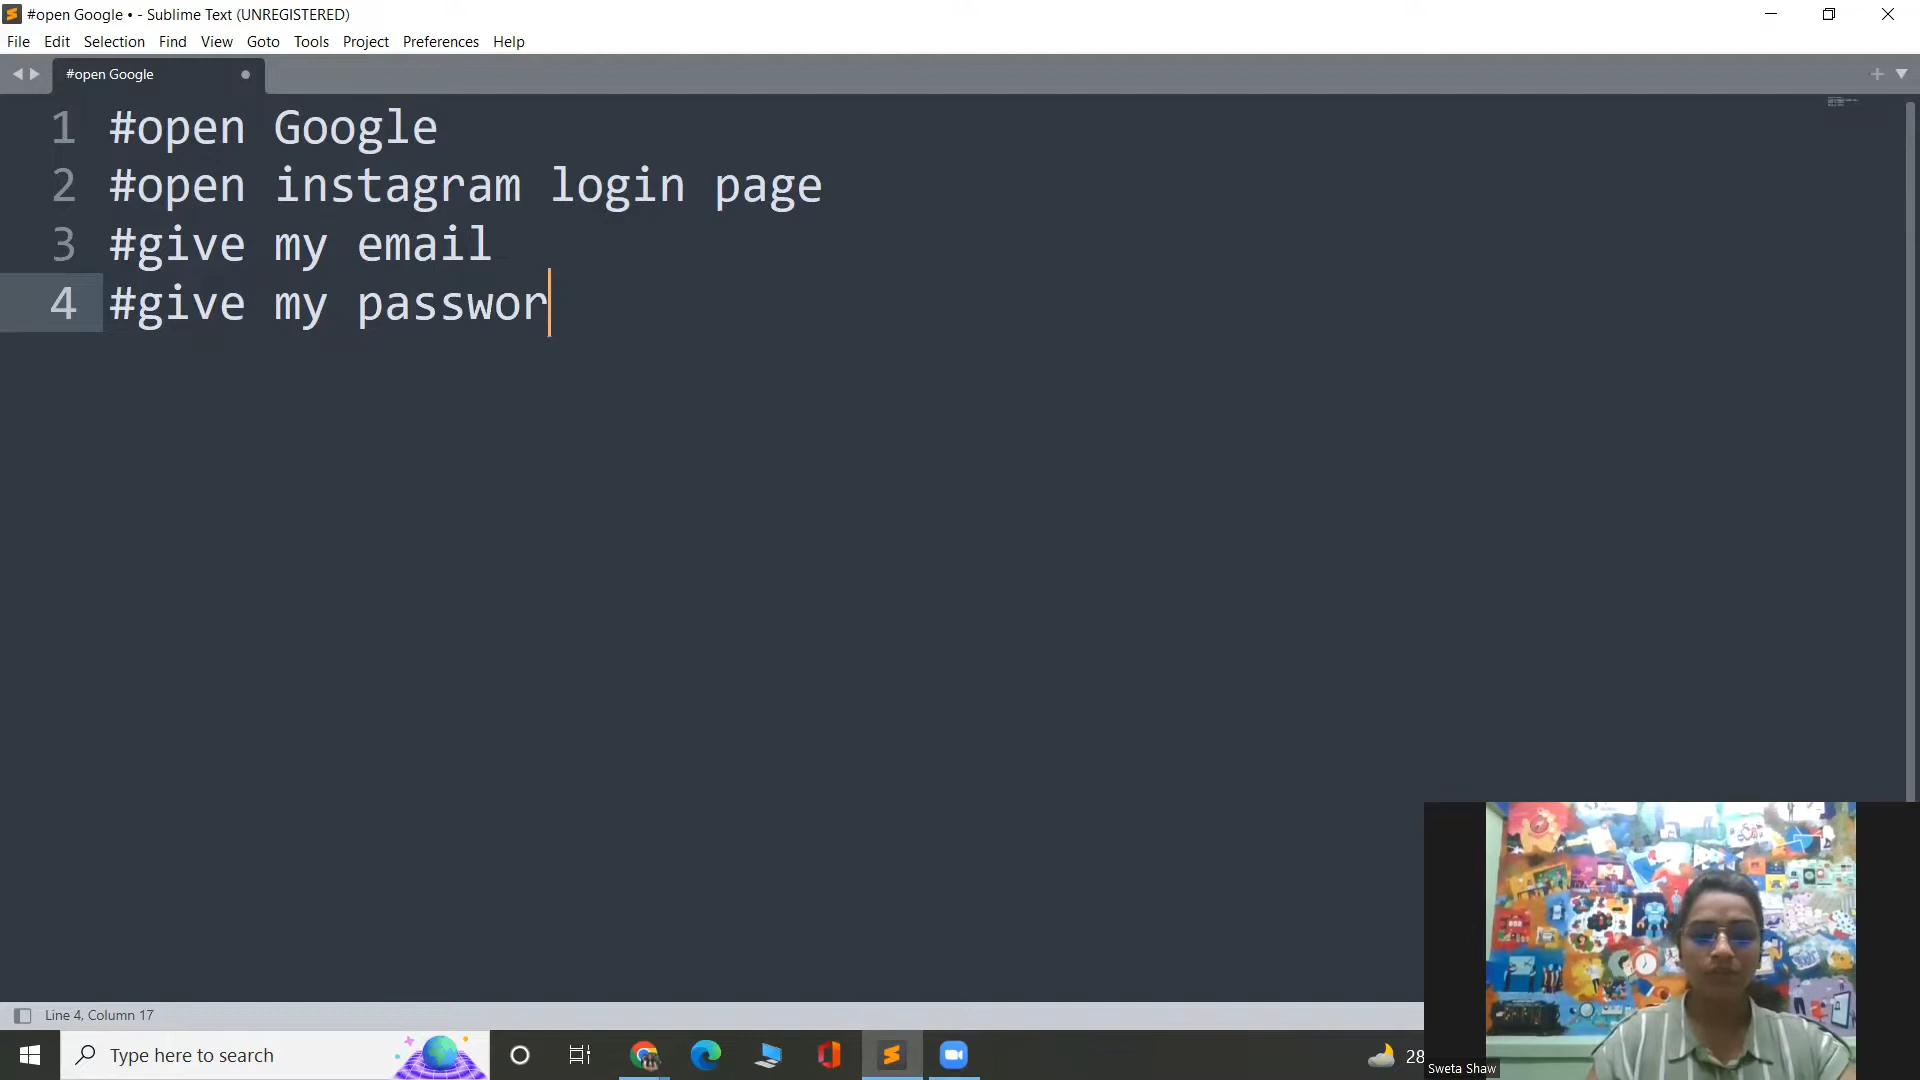 #open Google • - Sublime Text (UNREGISTERED)
File Edit Selection Find View Goto Tools Project Preferences Help
#open Google
1 #open Google
2 #open instagram login page
3 #give my email
4 #give my passwor
Line 4, Column 17
Type here to search
28
Sweta Shaw